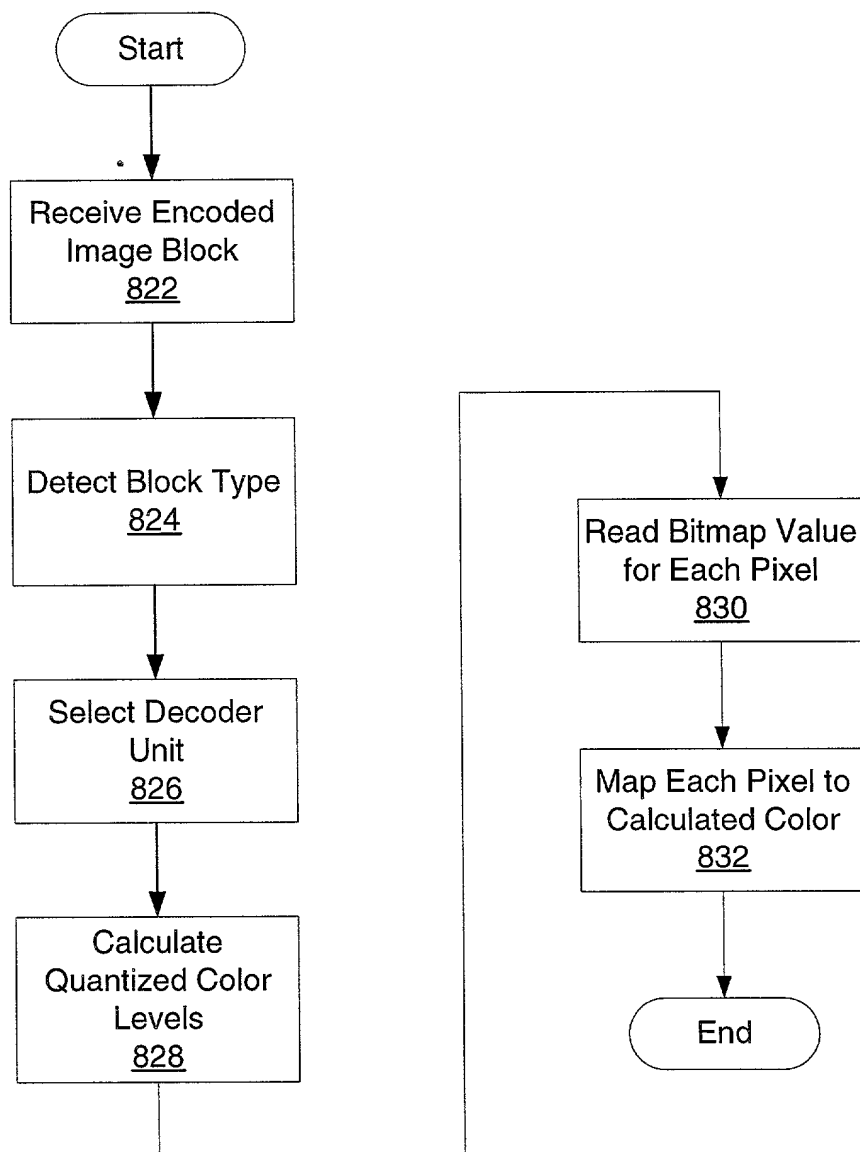 Start
Receive Encoded
Image Block
822
Detect Block Type
824
Select Decoder
Unit
826
Calculate
Quantized Color
Levels
828
Read Bitmap Value
for Each Pixel
830
Map Each Pixel to
Calculated Color
832
End